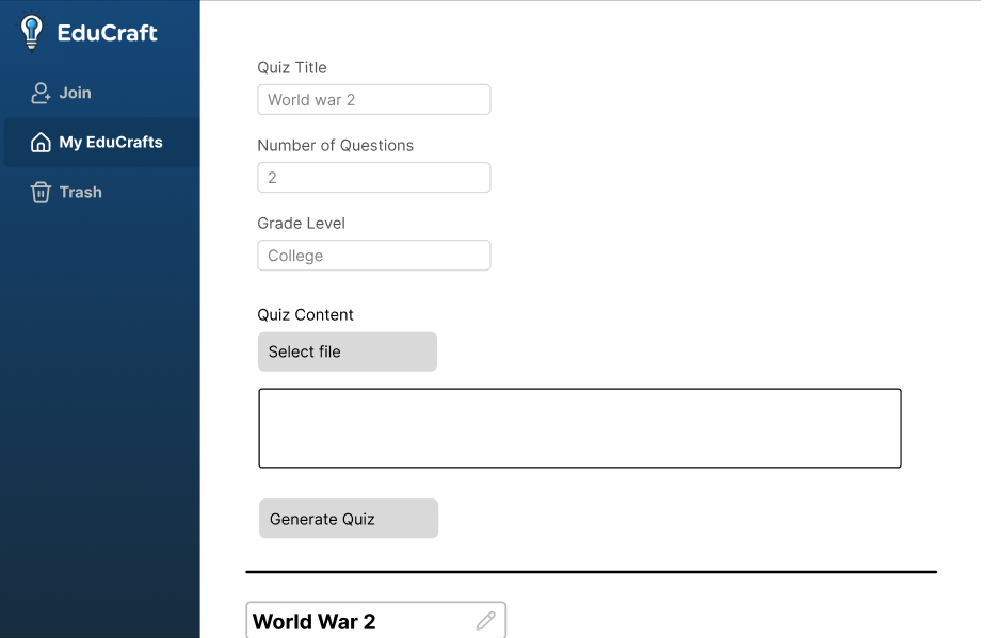 EduCraft
Join
My EduCrafts
Trash
Quiz Title
World war 2
Number of Questions
2
Grade Level
College
Quiz Content
Select file
Generate Quiz
World War 2